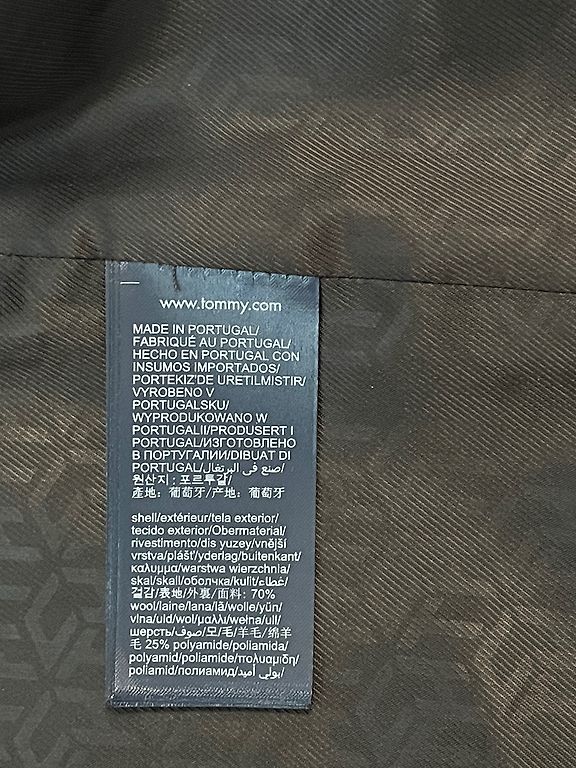 www.tommy.com
MADE IN PORTUGAL/
FABRIQUÉ AU PORTUGAL/
HECHO EN PORTUGAL CON
INSUMOS IMPORTADOS/
PORTEKIZ'DE URETILMISTIR/
VYROBENO V
PORTUGALSKU/
WYPRODUKOWANO W
PORTUGALII/PRODUSERT I
PORTUGAL/ИЗГОТОВЛЕНО
В ПОРТУГАЛИИ/DIBUAT DI
PORTUGAL/صنع في البرتغال/
원산지 : 포르투갈/
產地: 葡萄牙/产地: 葡萄牙
shell/extérieur/tela exterior/
tecido exterior/Obermaterial/
rivestimento/dis yuzey/vnější
vrstva/plášť/yderlag/buitenkant/
καλυμμα/warstwa wierzchnia/
skal/skall/оболчка/kulit/غطاء/
겉감/表地/外裏/面料: 70%
wool/laine/lana/lã/wolle/yün/
vlna/uld/wol/μαλλι/wełna/ull/
шерсть/صوف/모/毛/羊毛/绵羊
毛 25% polyamide/poliamida/
polyamid/poliamide/πολυαμιδη/
poliamid/полиамид/بولي أميد/